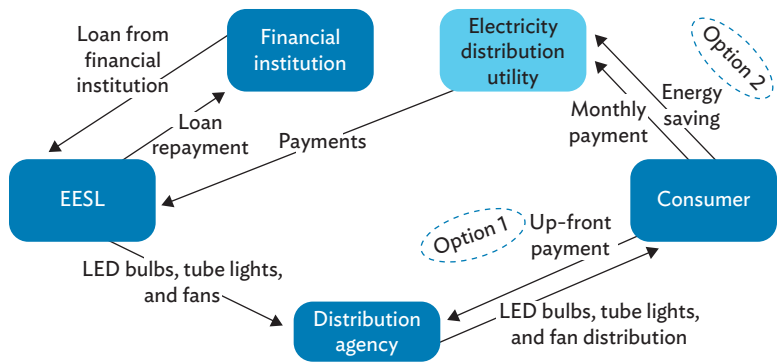 Loan from
financial
institution
Financial
institution
Electricity
distribution
utility
Option 2
Energy
saving
Monthly
payment
Loan
repayment
Payments
EESL
Consumer
Option 1
Up-front
payment
LED bulbs, tube lights,
and fans
Distribution
agency
LED bulbs, tube lights,
and fan distribution